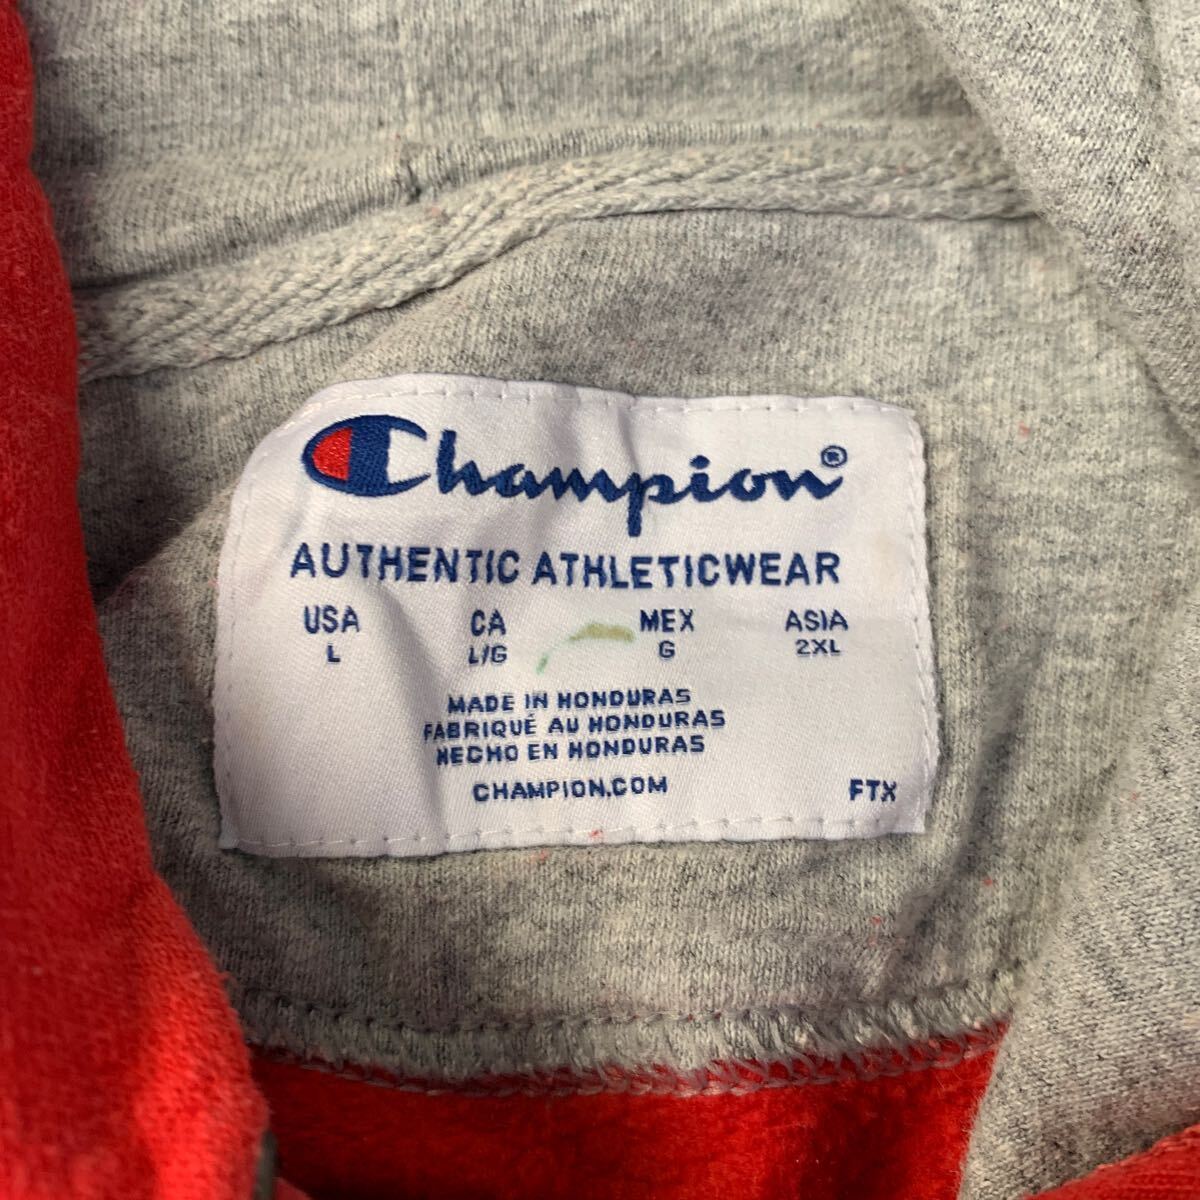 Champion®
AUTHENTIC ATHLETICWEAR
USA CA MEX ASIA
L L/G G 2XL
MADE IN HONDURAS
FABRIQUÉ AU HONDURAS
HECHO EN HONDURAS
CHAMPION.COM FTX